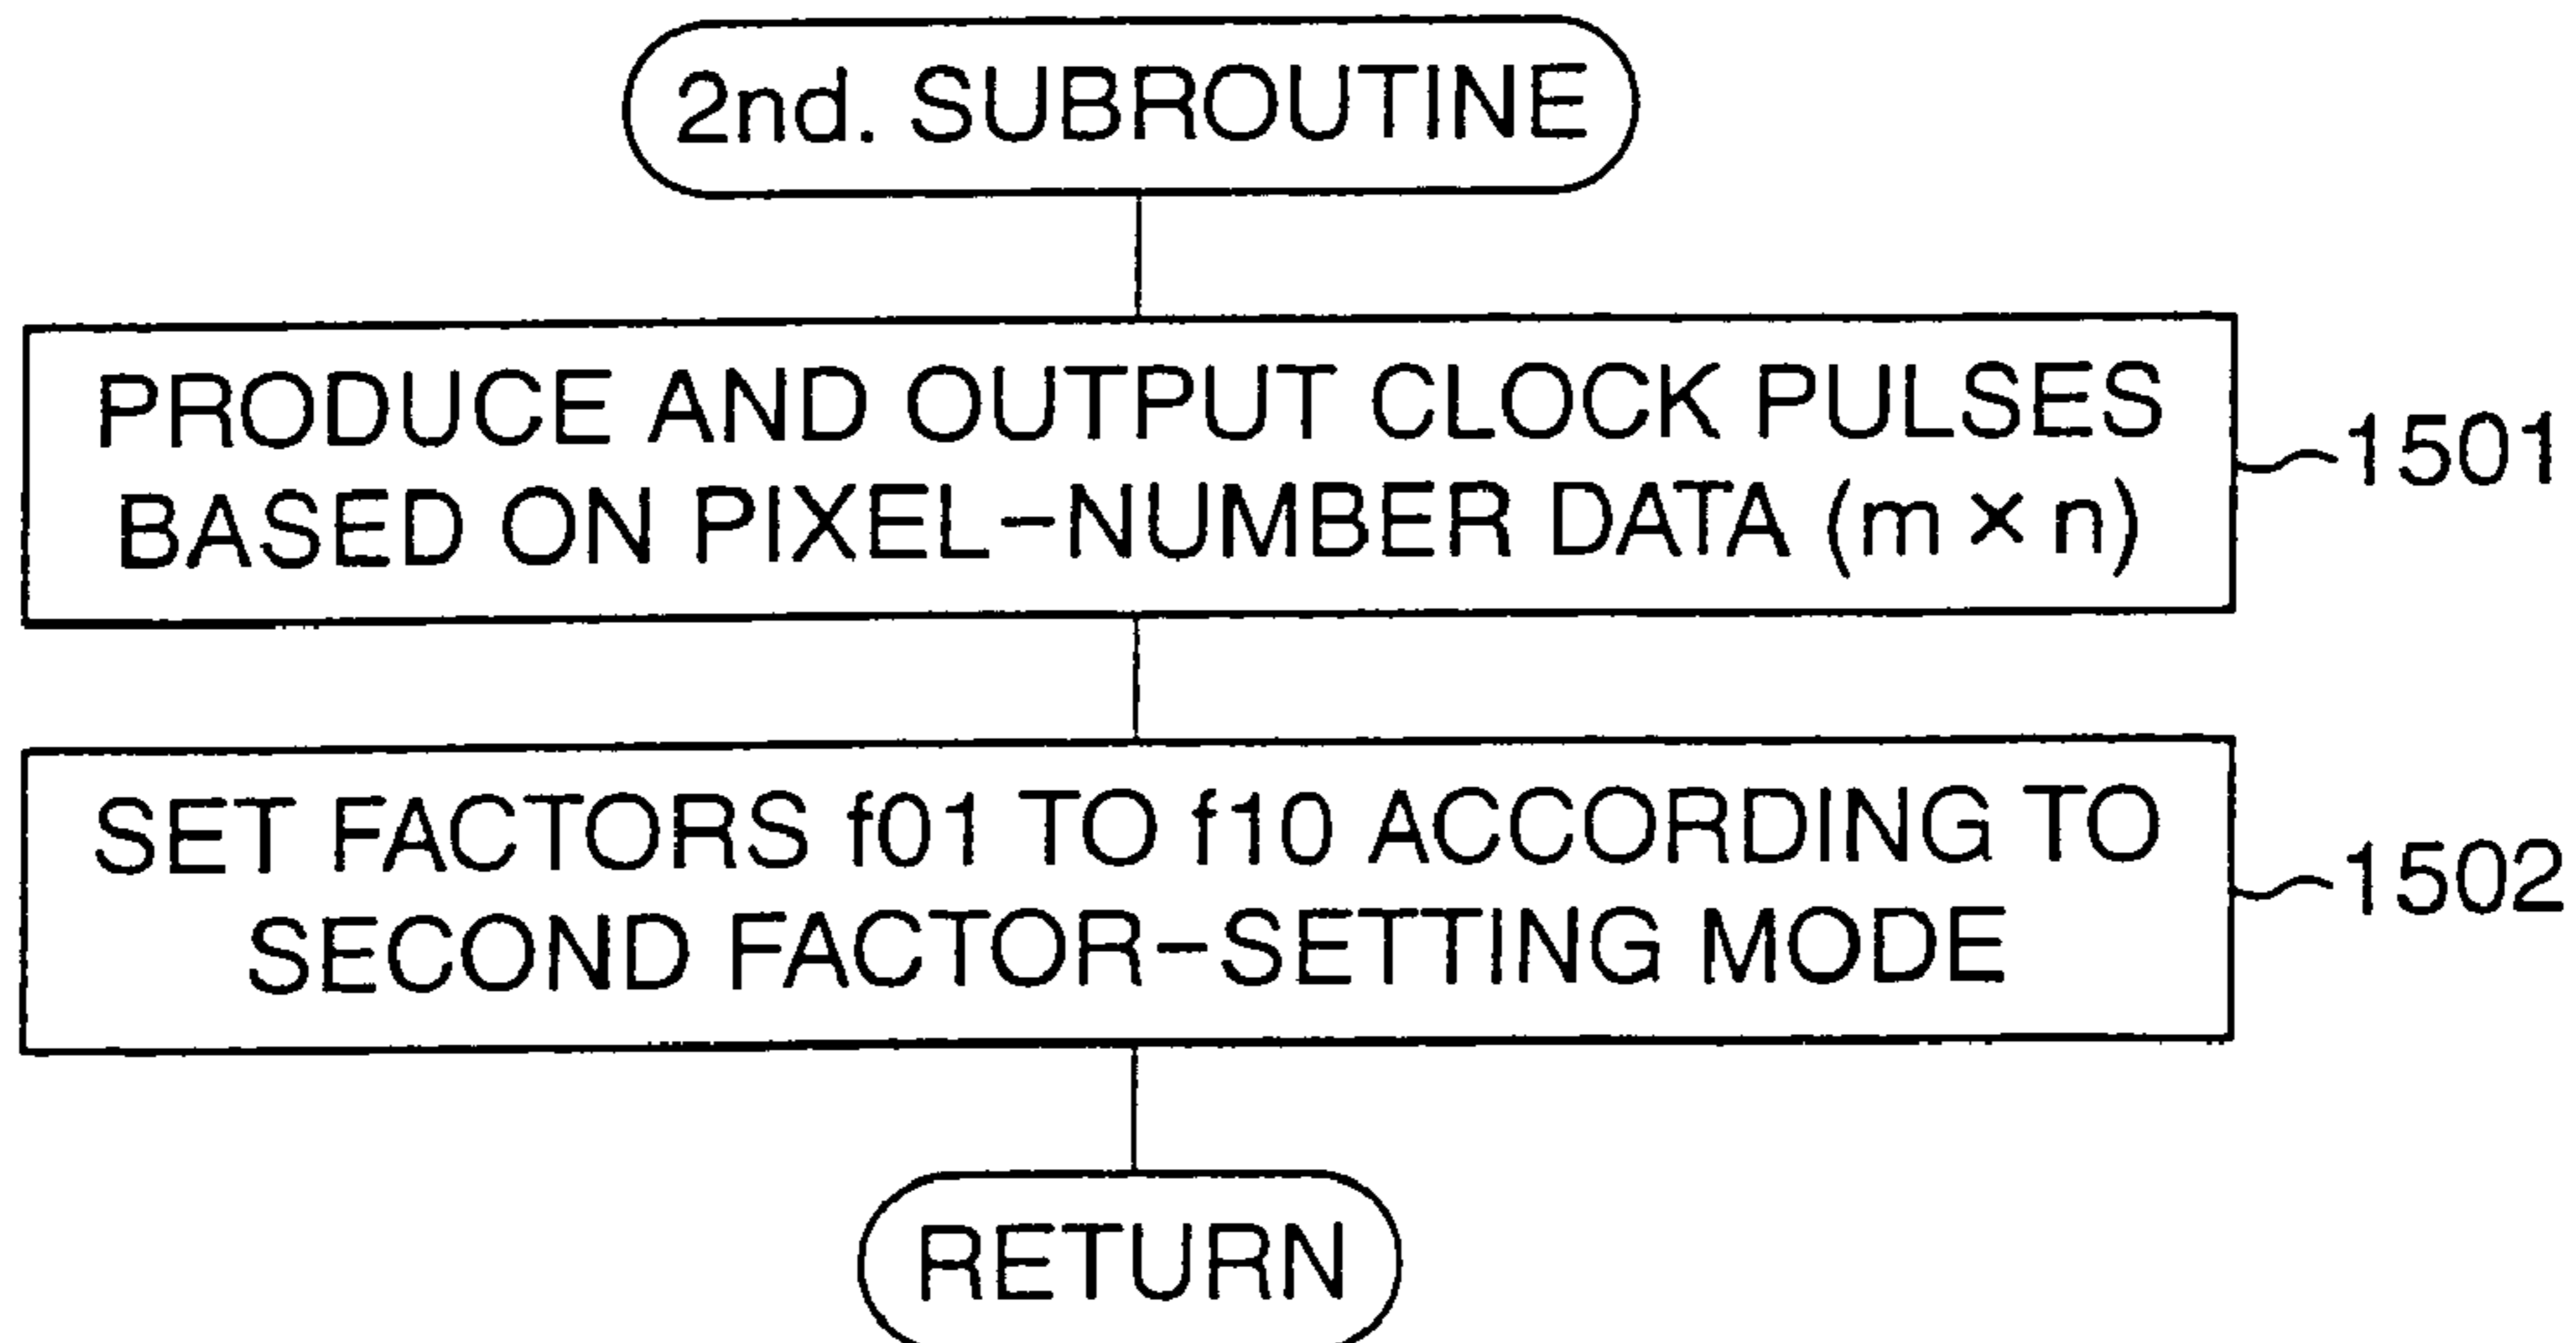 2nd. SUBROUTINE
PRODUCE AND OUTPUT CLOCK PULSES
BASED ON PIXEL-NUMBER DATA (m × n)
1501
SET FACTORS f01 TO f10 ACCORDING TO
SECOND FACTOR-SETTING MODE
1502
RETURN